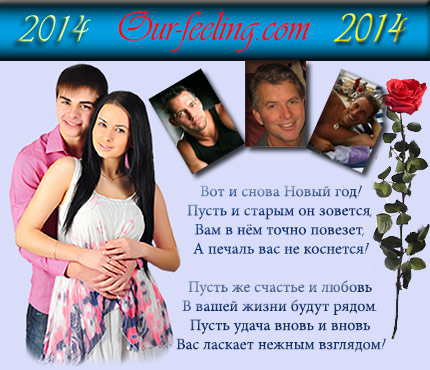 2014 Our-feeling.com 2014
Вот и снова Новый год!
Пусть и старым он зовется,
Вам в нём точно повезет,
А печаль вас не коснется!
Пусть же счастье и любовь
В вашей жизни будут рядом.
Пусть удача вновь и вновь
Вас ласкает нежным взглядом!